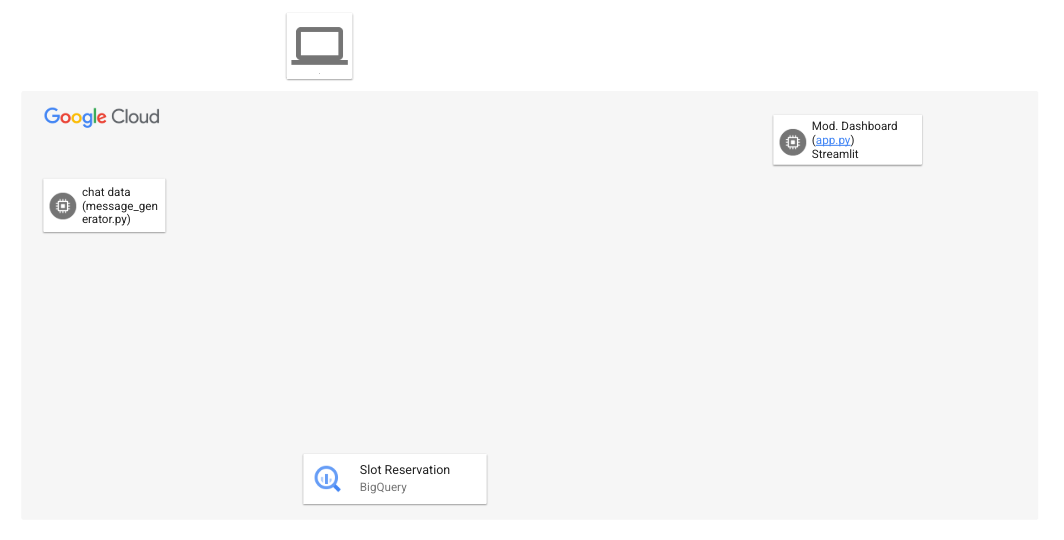 Google Cloud
Mod. Dashboard
(app.py)
Streamlit
chat data
(message_gen
erator.py)
Slot Reservation
BigQuery